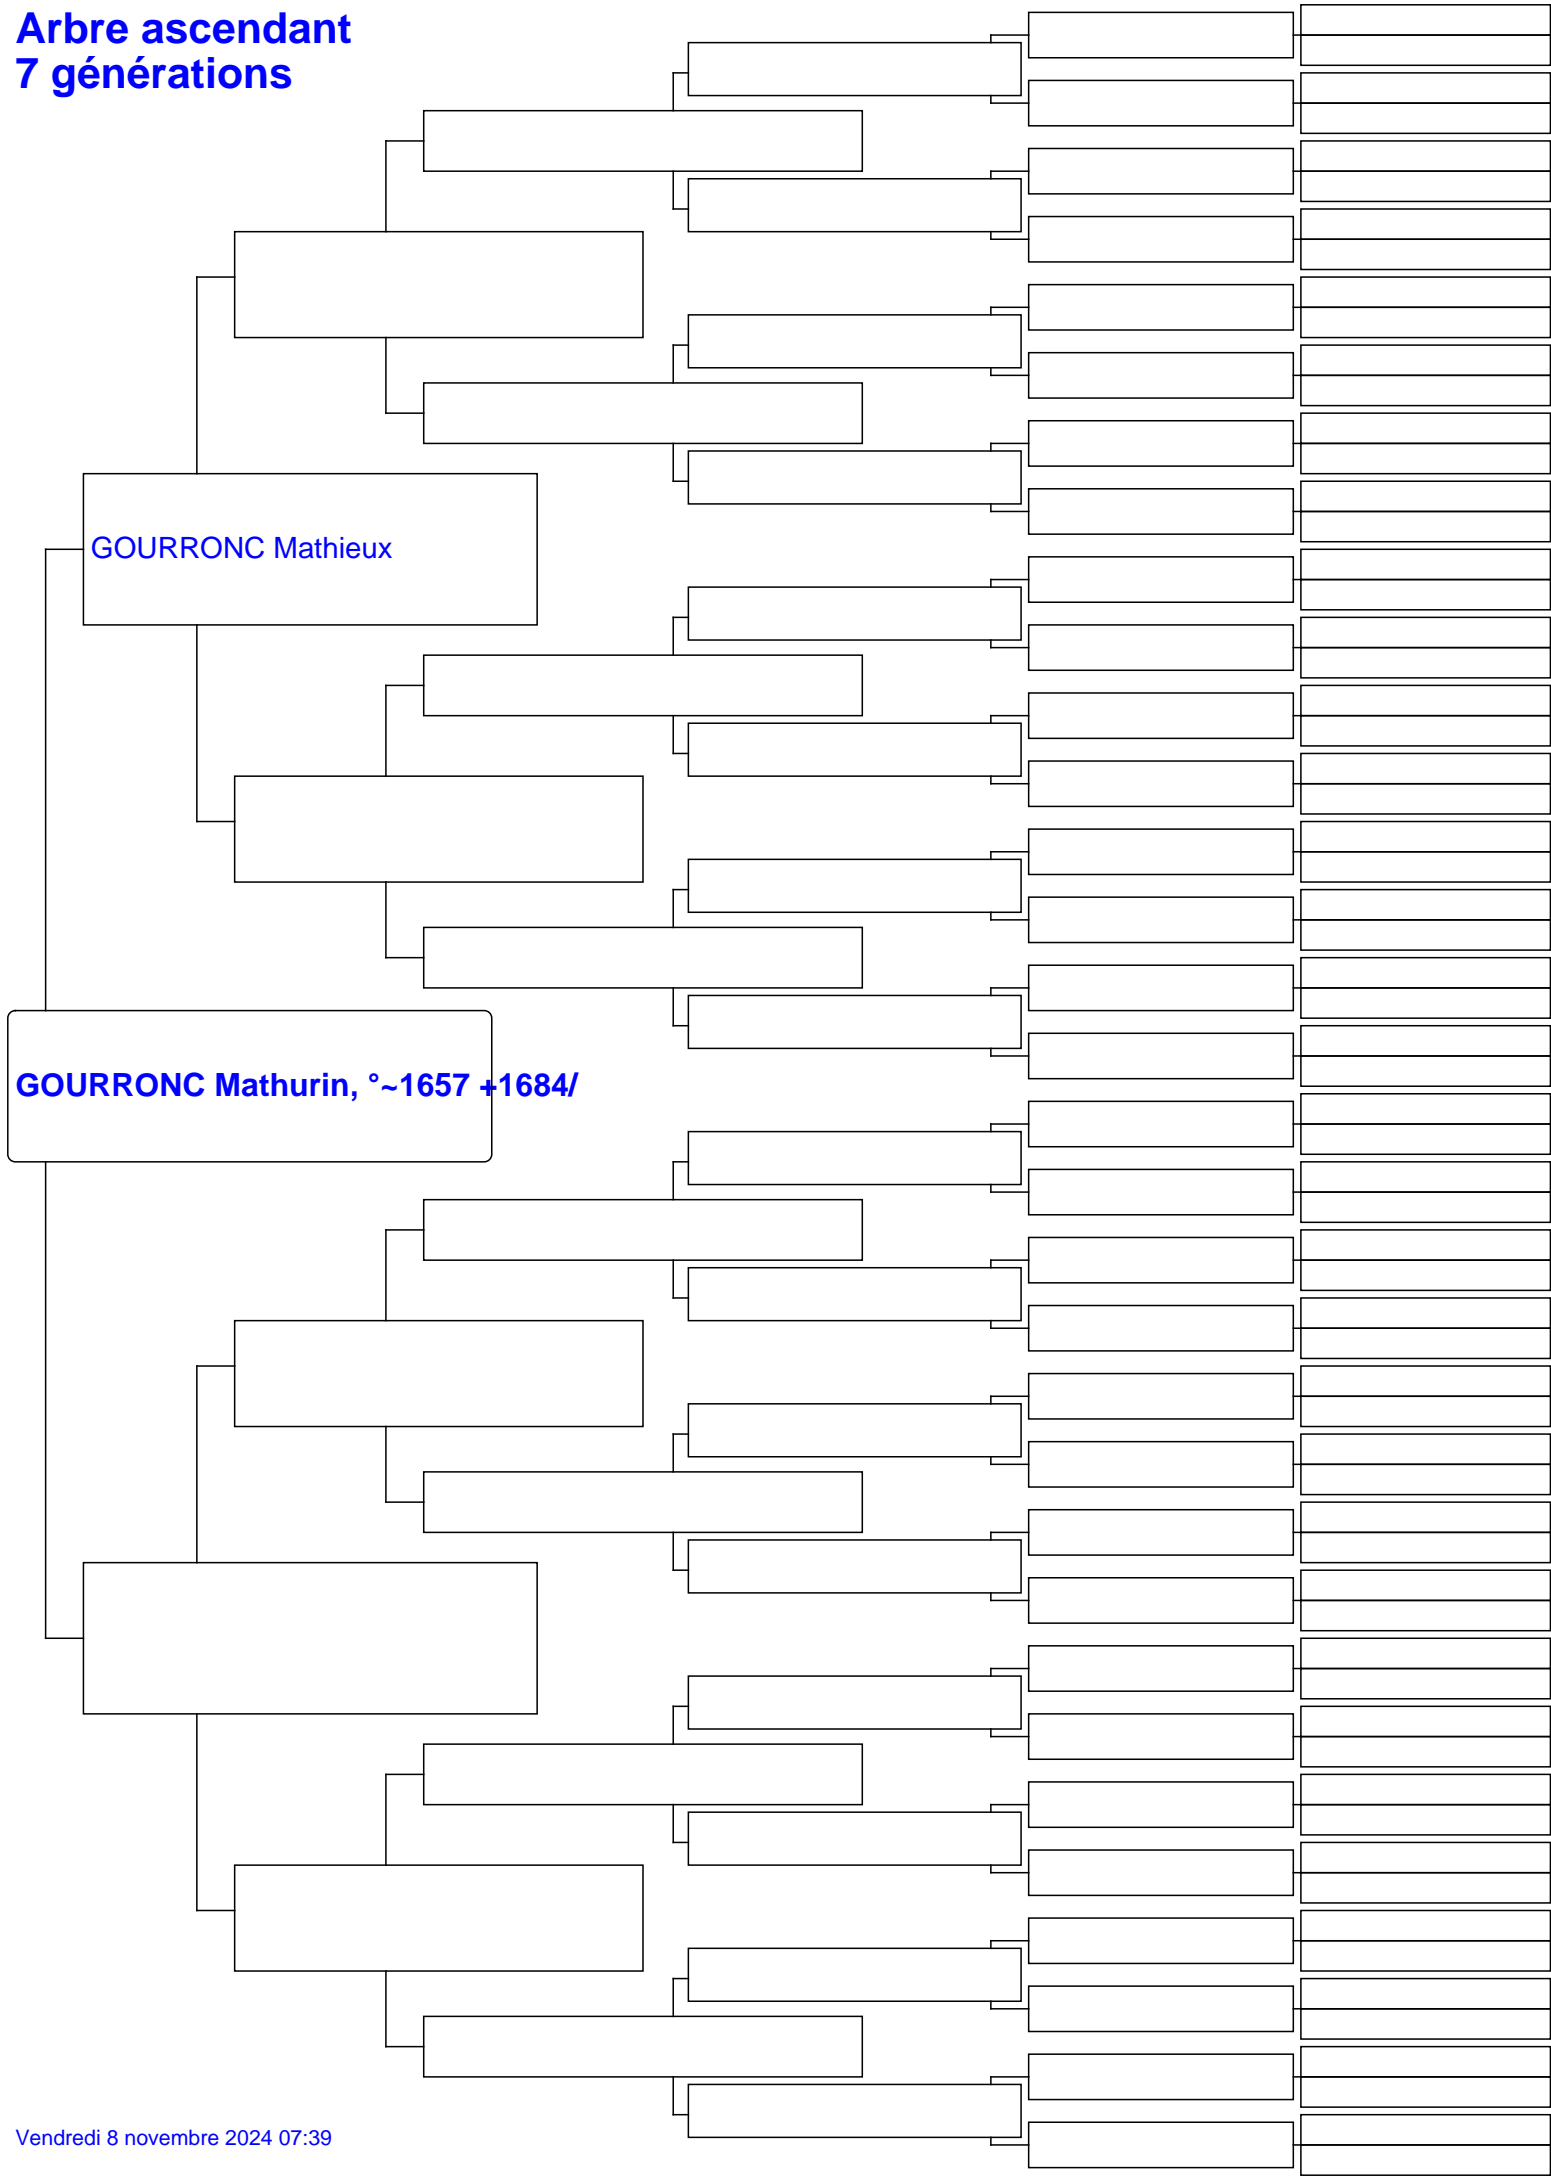 Arbre ascendant
7 générations
GOURRONC Mathieux
GOURRONC Mathurin, °~1657 +1684/
Vendredi 8 novembre 2024 07:39